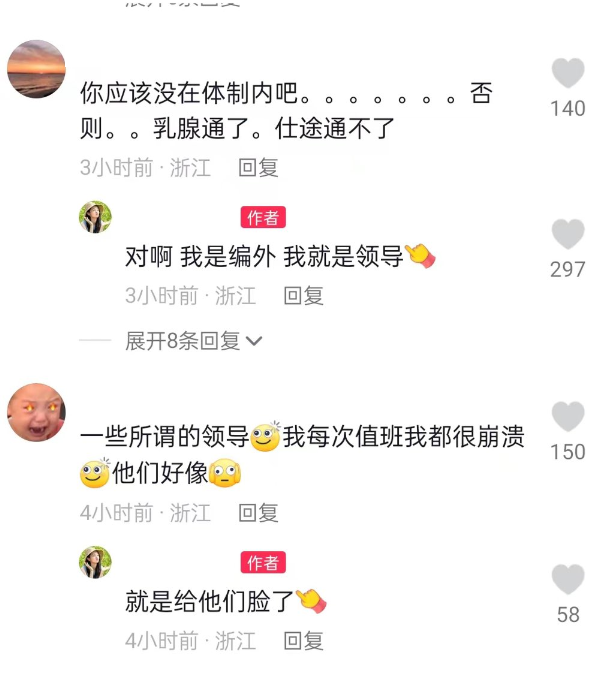 你应该没在体制内吧。。。。。。。否
则。。乳腺通了。仕途通不了
140
3小时前 · 浙江 回复
作者
对啊 我是编外 我就是领导
297
3小时前 · 浙江 回复
展开8条回复
一些所谓的领导我每次值班我都很崩溃
他们好像
150
4小时前 · 浙江 回复
作者
就是给他们脸了
58
4小时前 · 浙江 回复